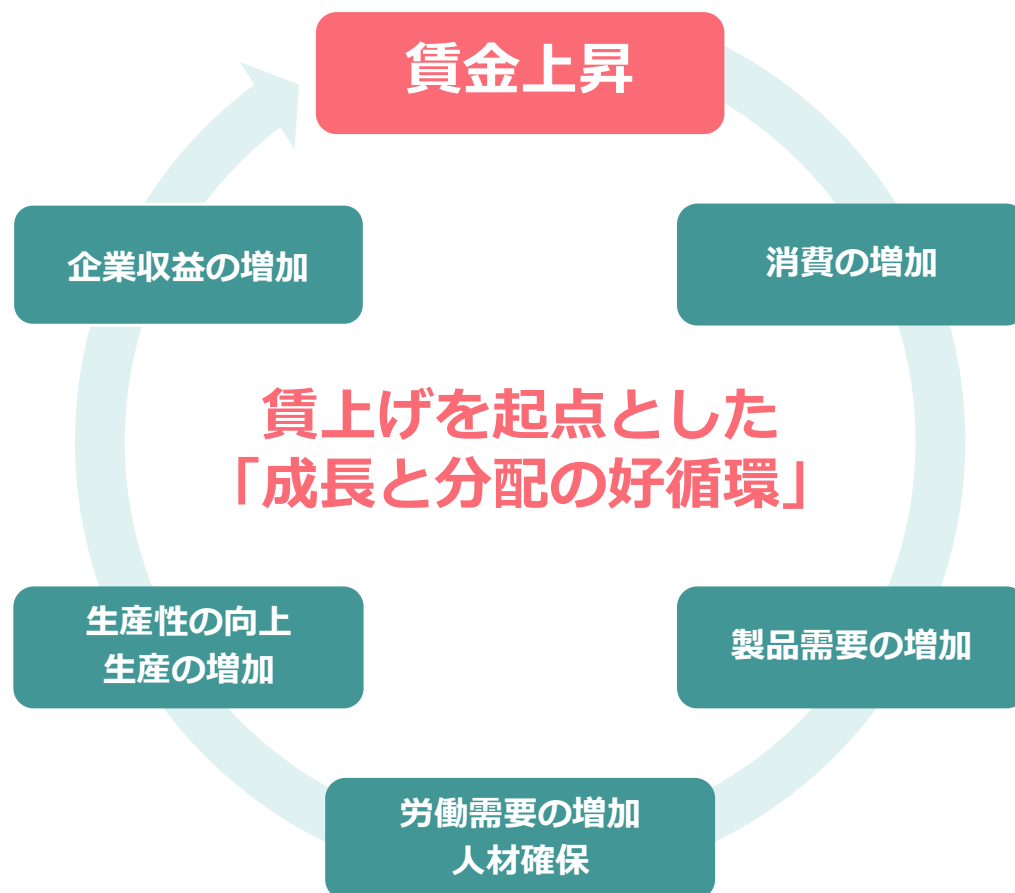 賃金上昇
消費の増加
製品需要の増加
労働需要の増加
人材確保
生産性の向上
生産の増加
企業収益の増加
賃上げを起点とした
「成長と分配の好循環」